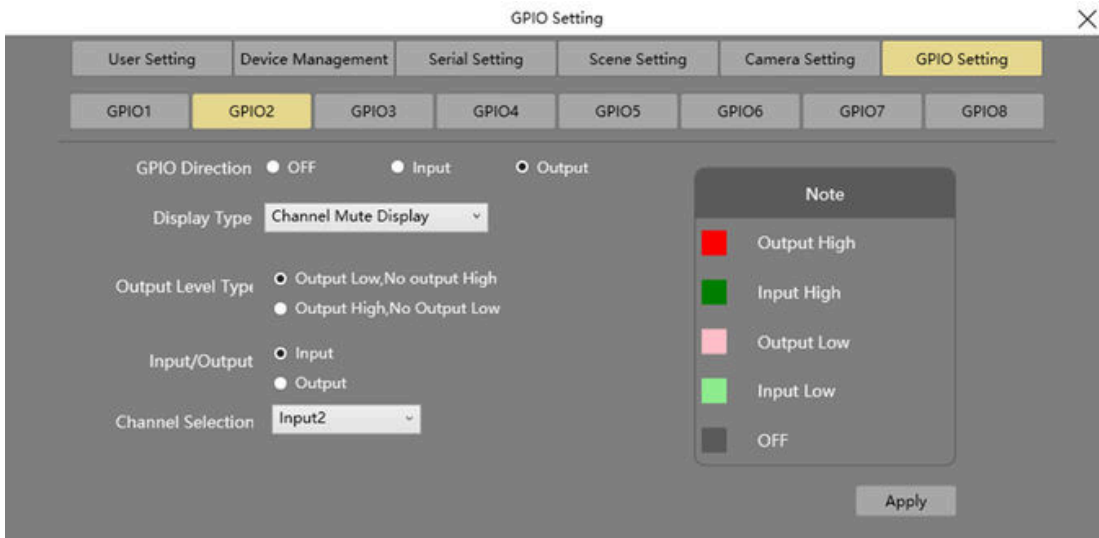 GPIO Setting
User Setting Device Management Serial Setting Scene Setting Camera Setting GPIO Setting
GPIO1 GPIO2 GPIO3 GPIO4 GPIO5 GPIO6 GPIO7 GPIO8
GPIO Direction OFF Input Output
Display Type Channel Mute Display
Output Level Type
Output Low,No output High
Output High,No Output Low
Input/Output
Input
Output
Channel Selection Input2
Note
Output High
Input High
Output Low
Input Low
OFF
Apply